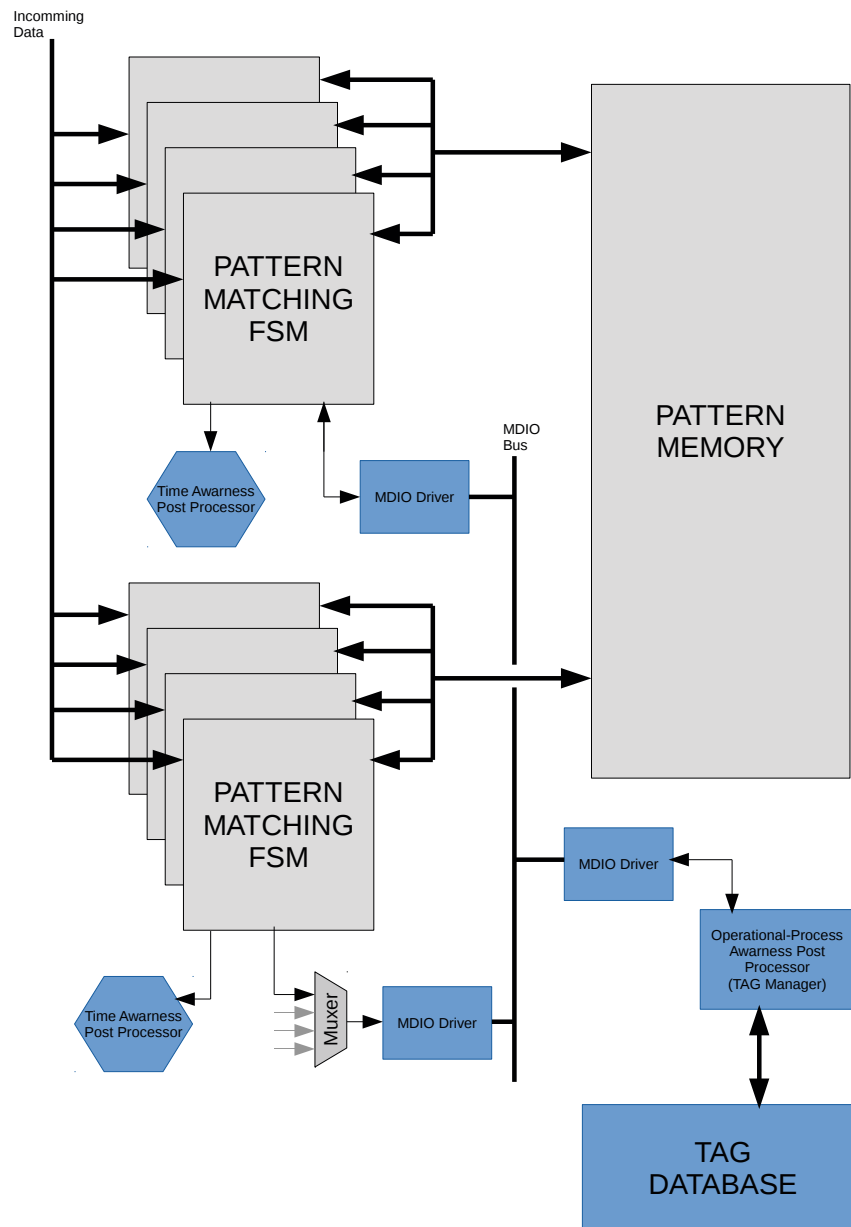 Incomming
Data
PATTERN
MATCHING
FSM
PATTERN
MEMORY
MDIO
Bus
Time Awarness
Post Processor
MDIO Driver
PATTERN
MATCHING
FSM
MDIO Driver
Operational-Process
Awarness Post
Processor
(TAG Manager)
Time Awarness
Post Processor
Muxer
MDIO Driver
TAG
DATABASE